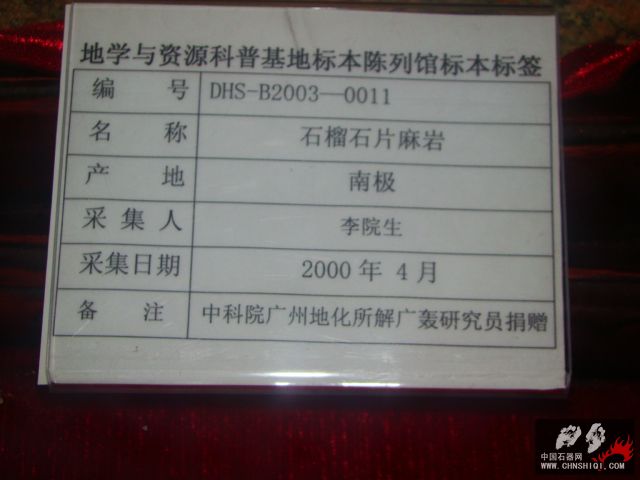 地学与资源科普基地标本陈列馆标本标签
编 号 DHS-B2003—0011
名 称 石榴石片麻岩
产 地 南极
采 集 人 李院生
采集日期 2000 年 4 月
备 注 中科院广州地化所解广轰研究员捐赠
中国石器网
WWW.CHNSHIQI.COM